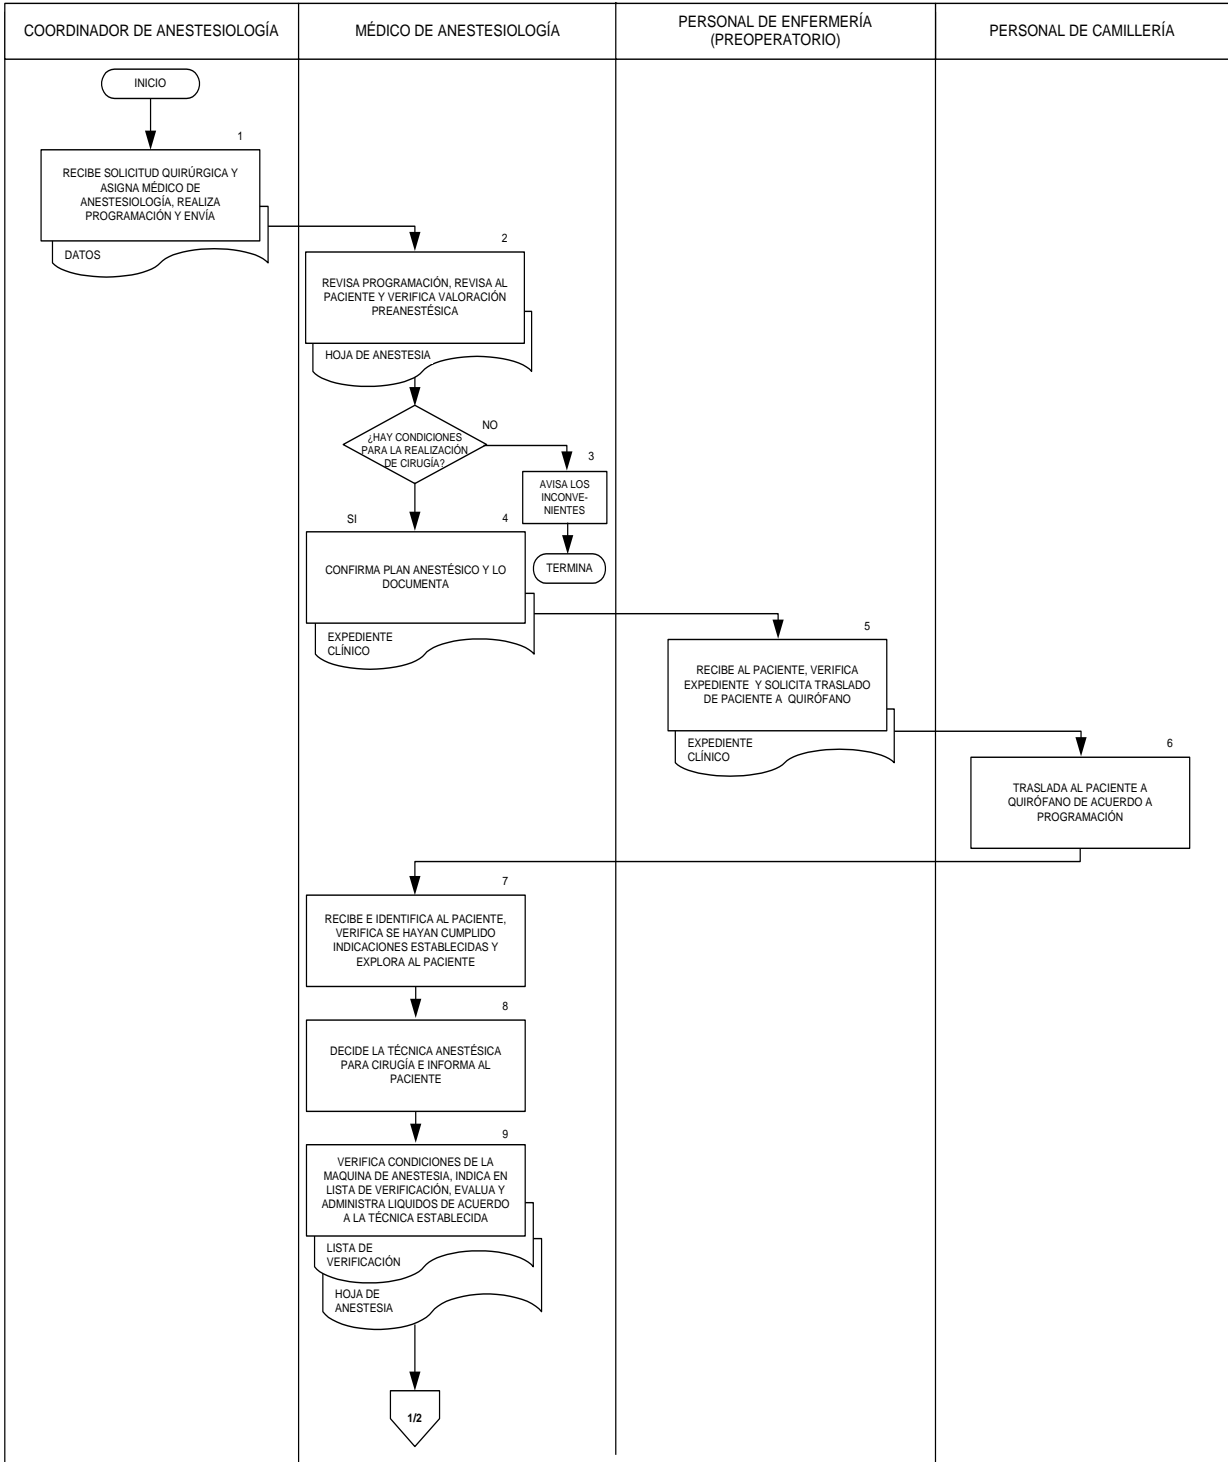 COORDINADOR DE ANESTESIOLOGÍA
MÉDICO DE ANESTESIOLOGÍA
PERSONAL DE ENFERMERÍA
(PREOPERATORIO)
PERSONAL DE CAMILLERÍA
INICIO
1
RECIBE SOLICITUD QUIRÚRGICA Y
ASIGNA MÉDICO DE
ANESTESIOLOGÍA, REALIZA
PROGRAMACIÓN Y ENVÍA
DATOS
2
REVISA PROGRAMACIÓN, REVISA AL
PACIENTE Y VERIFICA VALORACIÓN
PREANESTÉSICA
HOJA DE ANESTESIA
¿HAY CONDICIONES
PARA LA REALIZACIÓN
DE CIRUGÍA?
NO
3
AVISA LOS
INCONVE-
NIENTES
TERMINA
SI
4
CONFIRMA PLAN ANESTÉSICO Y LO
DOCUMENTA
EXPEDIENTE
CLÍNICO
5
RECIBE AL PACIENTE, VERIFICA
EXPEDIENTE Y SOLICITA TRASLADO
DE PACIENTE A QUIRÓFANO
EXPEDIENTE
CLÍNICO
6
TRASLADA AL PACIENTE A
QUIRÓFANO DE ACUERDO A
PROGRAMACIÓN
7
RECIBE E IDENTIFICA AL PACIENTE,
VERIFICA SE HAYAN CUMPLIDO
INDICACIONES ESTABLECIDAS Y
EXPLORA AL PACIENTE
8
DECIDE LA TÉCNICA ANESTÉSICA
PARA CIRUGÍA E INFORMA AL
PACIENTE
9
VERIFICA CONDICIONES DE LA
MAQUINA DE ANESTESIA, INDICA EN
LISTA DE VERIFICACIÓN, EVALUA Y
ADMINISTRA LIQUIDOS DE ACUERDO
A LA TÉCNICA ESTABLECIDA
LISTA DE
VERIFICACIÓN
HOJA DE
ANESTESIA
1/2